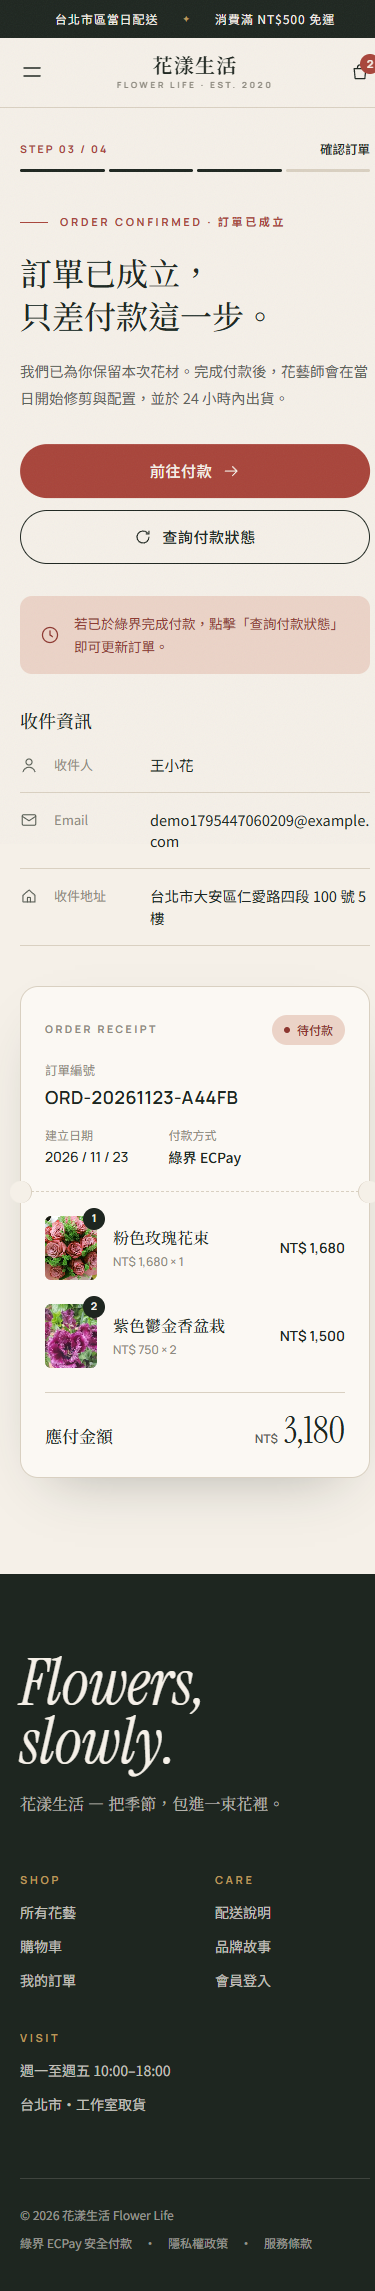 台北市區當日配送 ✦ 消費滿 NT$500 免運
花漾生活
FLOWER LIFE · EST. 2020
2
STEP 03 / 04
確認訂單
ORDER CONFIRMED · 訂單已成立
訂單已成立，
只差付款這一步。
我們已為你保留本次花材。完成付款後，花藝師會在當
日開始修剪與配置，並於 24 小時內出貨。
前往付款 →
查詢付款狀態
若已於綠界完成付款，點擊「查詢付款狀態」
即可更新訂單。
收件資訊
收件人 王小花
Email demo1795447060209@example.
com
收件地址 台北市大安區仁愛路四段 100 號 5
樓
ORDER RECEIPT
待付款
訂單編號
ORD-20261123-A44FB
建立日期 付款方式
2026 / 11 / 23 綠界 ECPay
1
粉色玫瑰花束
NT$ 1,680 × 1
NT$ 1,680
2
紫色鬱金香盆栽
NT$ 750 × 2
NT$ 1,500
應付金額 NT$ 3,180
Flowers,
slowly.
花漾生活 — 把季節，包進一束花裡。
SHOP
所有花藝
購物車
我的訂單
CARE
配送說明
品牌故事
會員登入
VISIT
週一至週五 10:00–18:00
台北市・工作室取貨
© 2026 花漾生活 Flower Life
綠界 ECPay 安全付款 • 隱私權政策 • 服務條款